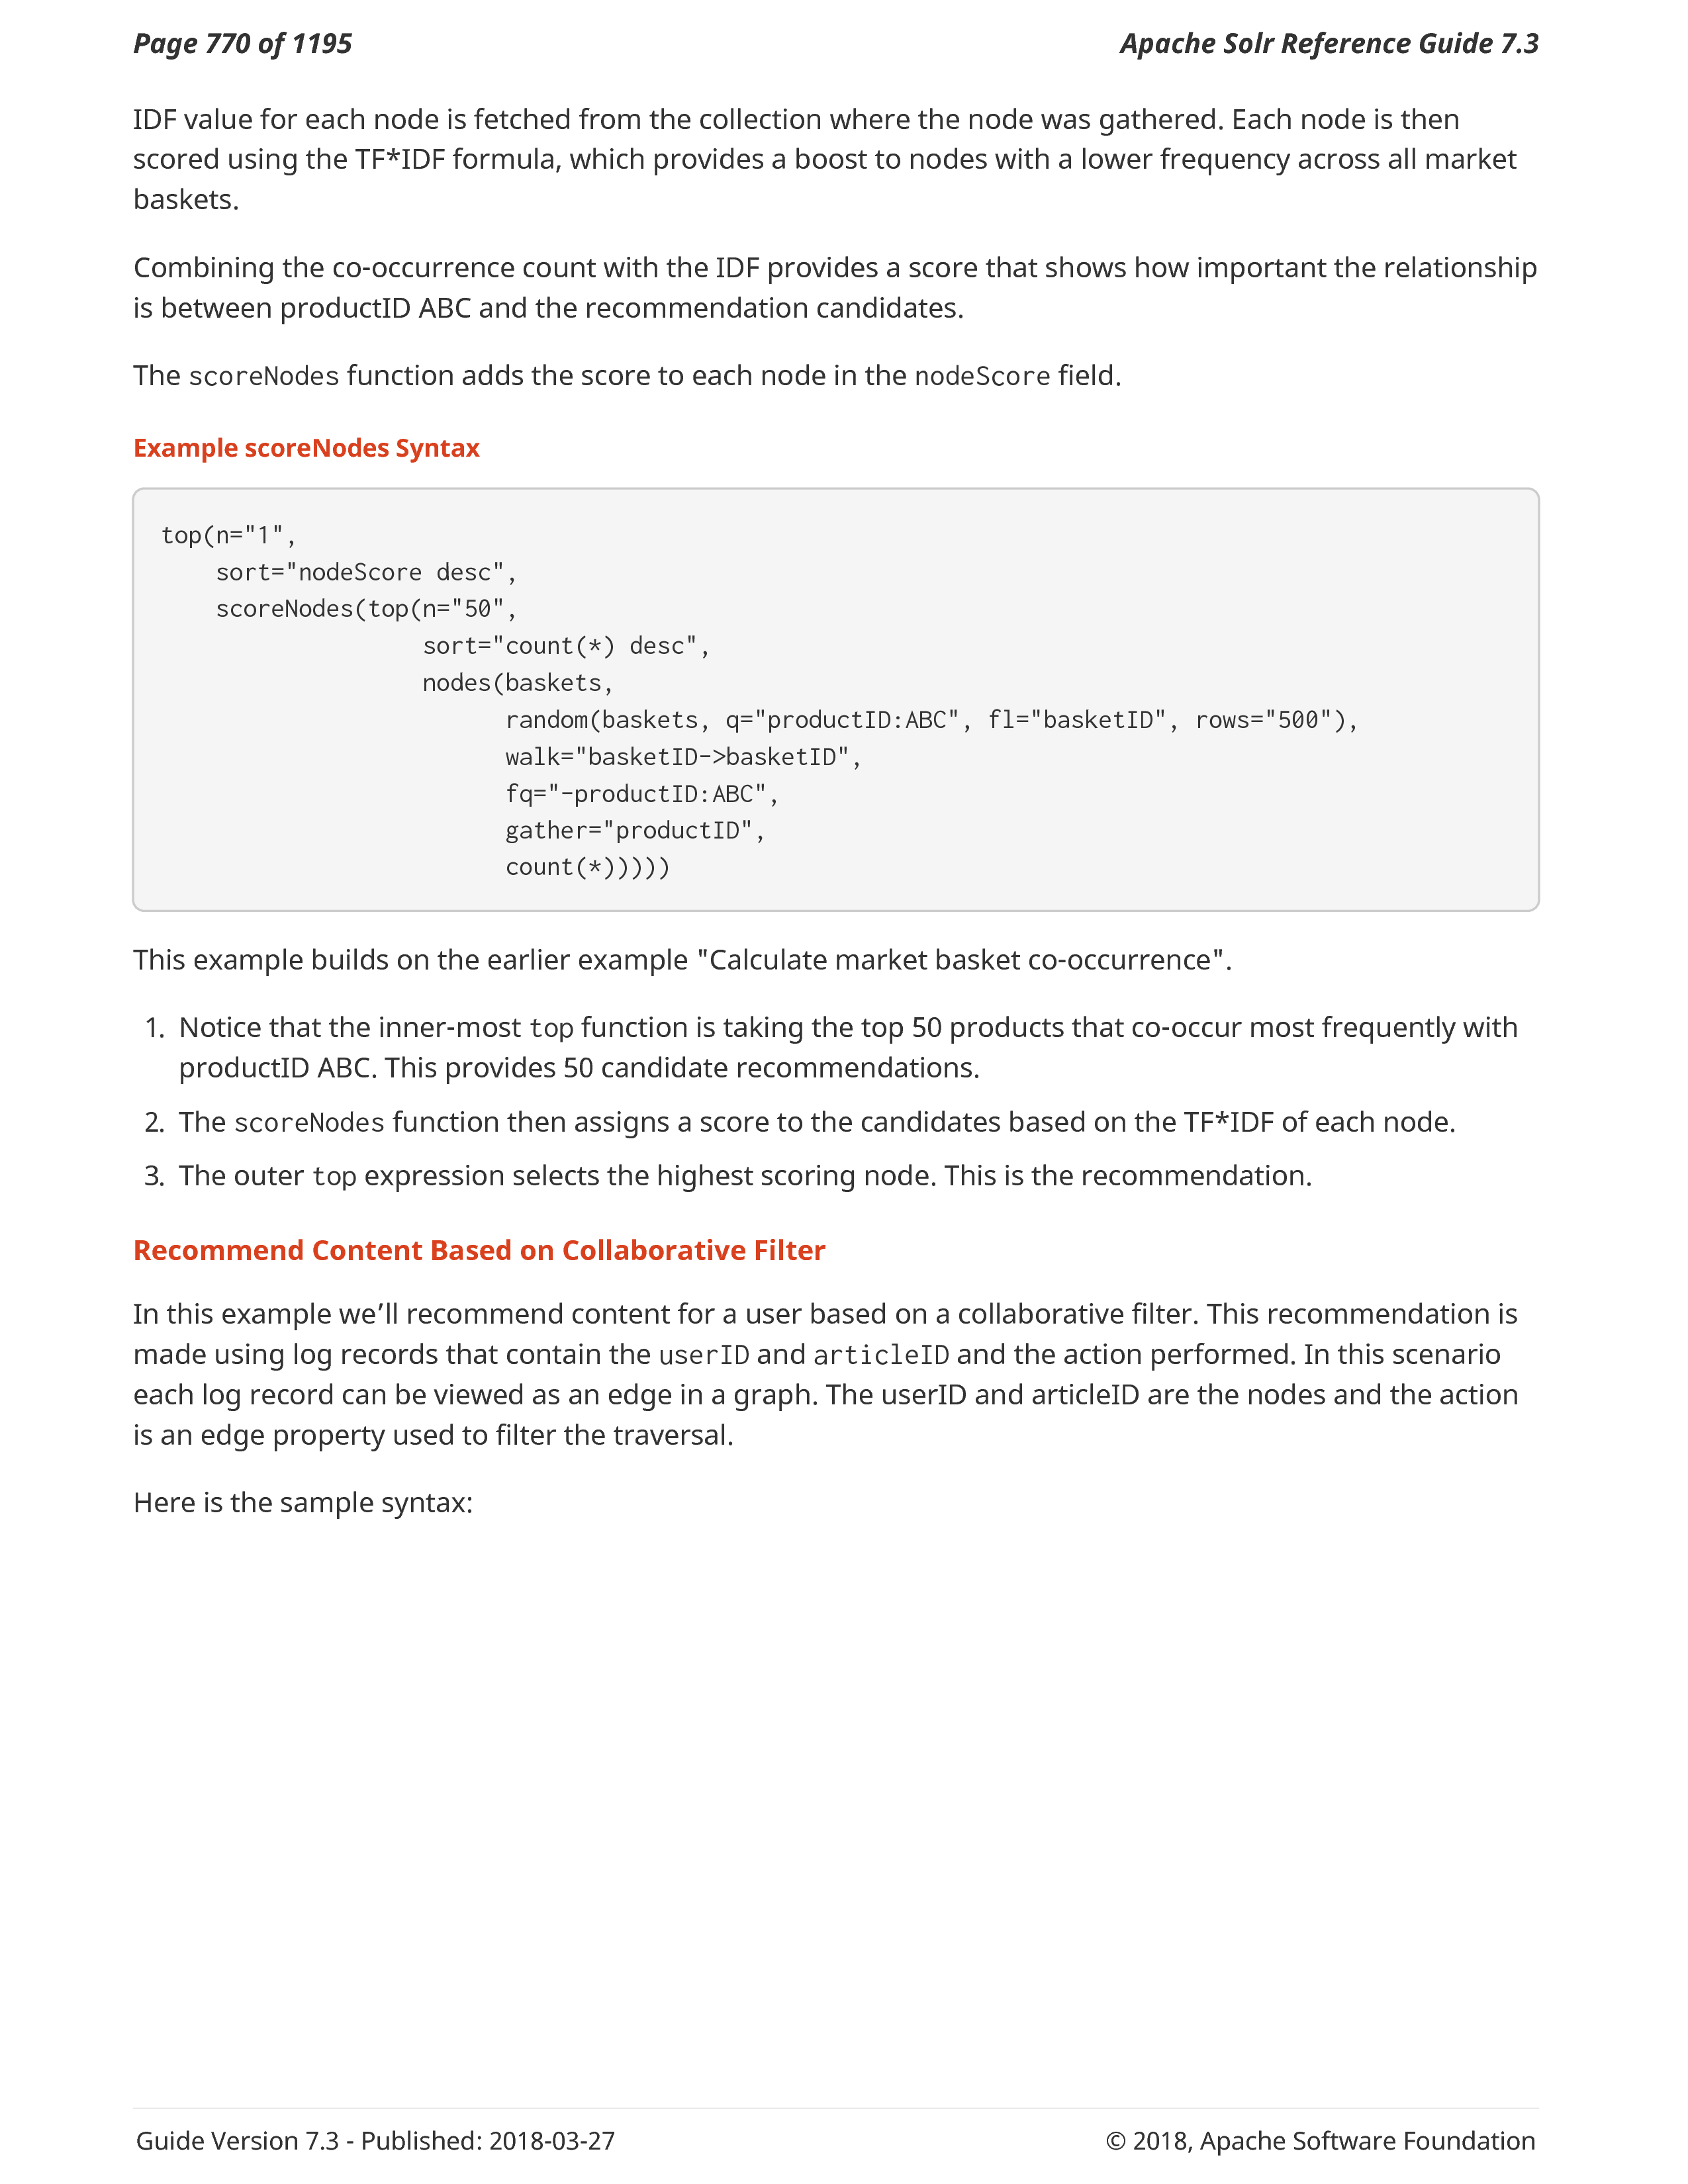 Page 770 of 1195
Apache Solr Reference Guide 7.3
IDF value for each node is fetched from the collection where the node was gathered. Each node is then
scored using the TF*IDF formula, which provides a boost to nodes with a lower frequency across all market
baskets.
Combining the co-occurrence count with the IDF provides a score that shows how important the relationship
is between productID ABC and the recommendation candidates.
The scoreNodes function adds the score to each node in the nodeScore field.
Example scoreNodes Syntax
top(n="1",
    sort="nodeScore desc",
    scoreNodes(top(n="50",
                   sort="count(*) desc",
                   nodes(baskets,
                         random(baskets, q="productID:ABC", fl="basketID", rows="500"),
                         walk="basketID->basketID",
                         fq="-productID:ABC",
                         gather="productID",
                         count(*)))))
This example builds on the earlier example "Calculate market basket co-occurrence".
1. Notice that the inner-most top function is taking the top 50 products that co-occur most frequently with
productID ABC. This provides 50 candidate recommendations.
2. The scoreNodes function then assigns a score to the candidates based on the TF*IDF of each node.
3. The outer top expression selects the highest scoring node. This is the recommendation.
Recommend Content Based on Collaborative Filter
In this example we’ll recommend content for a user based on a collaborative filter. This recommendation is
made using log records that contain the userID and articleID and the action performed. In this scenario
each log record can be viewed as an edge in a graph. The userID and articleID are the nodes and the action
is an edge property used to filter the traversal.
Here is the sample syntax:
Guide Version 7.3 - Published: 2018-03-27
© 2018, Apache Software Foundation